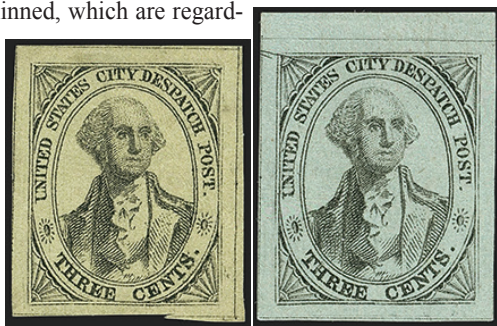 inned, which are regard-
UNITED STATES CITY DESPATCH POST.
THREE CENTS.
UNITED STATES CITY DESPATCH POST.
THREE CENTS.